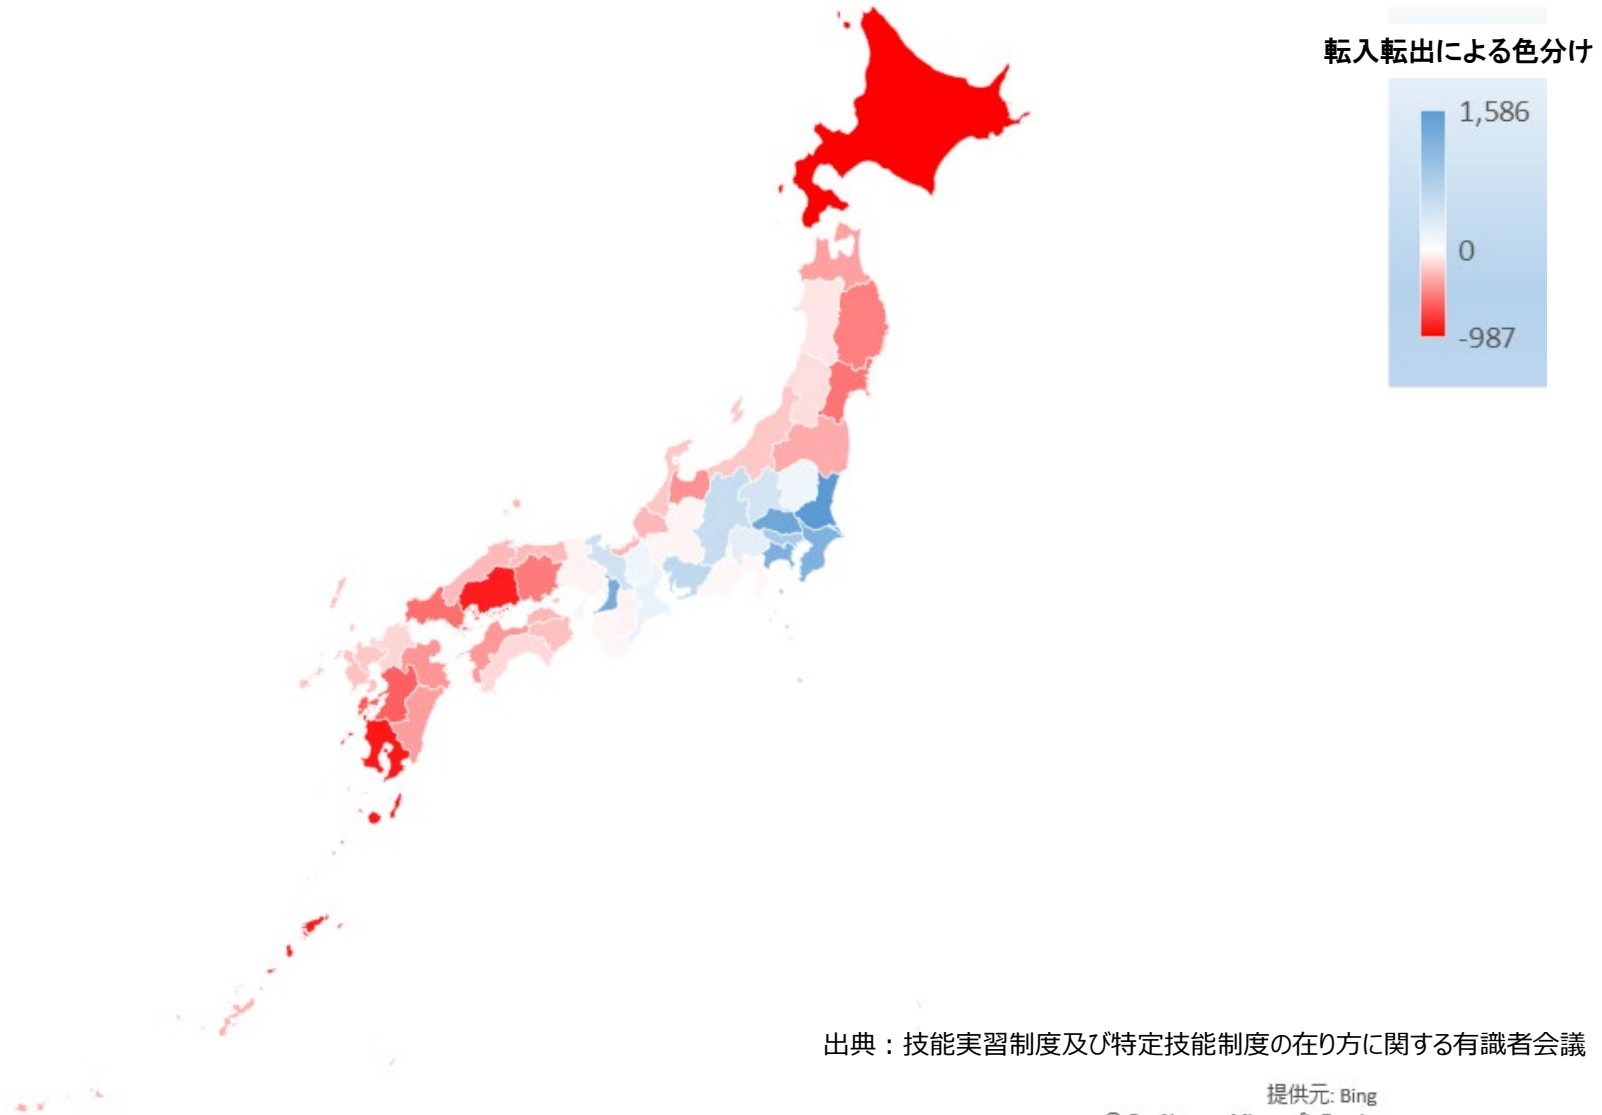 転入転出による色分け
1,586
0
-987
出典：技能実習制度及び特定技能制度の在り方に関する有識者会議
提供元: Bing